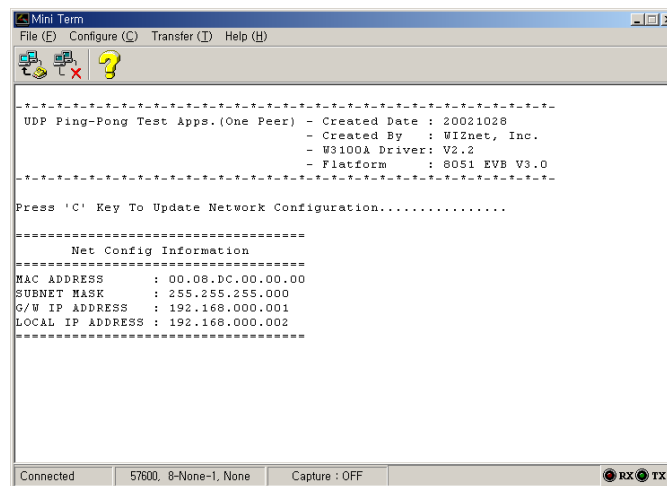 Mini Term
File (F) Configure (C) Transfer (T) Help (H)
-*-*-*-*-*-*-*-*-*-*-*-*-*-*-*-*-*-*-*-*-*-*-*-*-*-*-*-*-*-*-*-*-*-
UDP Ping-Pong Test Apps.(One Peer) - Created Date : 20021028
- Created By : WIZnet, Inc.
- W3100A Driver: V2.2
- Flatform : 8051 EVB V3.0
-*-*-*-*-*-*-*-*-*-*-*-*-*-*-*-*-*-*-*-*-*-*-*-*-*-*-*-*-*-*-*-*-*-
Press 'C' Key To Update Network Configuration................
====================================
Net Config Information
====================================
MAC ADDRESS : 00.08.DC.00.00.00
SUBNET MASK : 255.255.255.000
G/W IP ADDRESS : 192.168.000.001
LOCAL IP ADDRESS : 192.168.000.002
====================================
Connected 57600, 8-None-1, None Capture : OFF RX TX